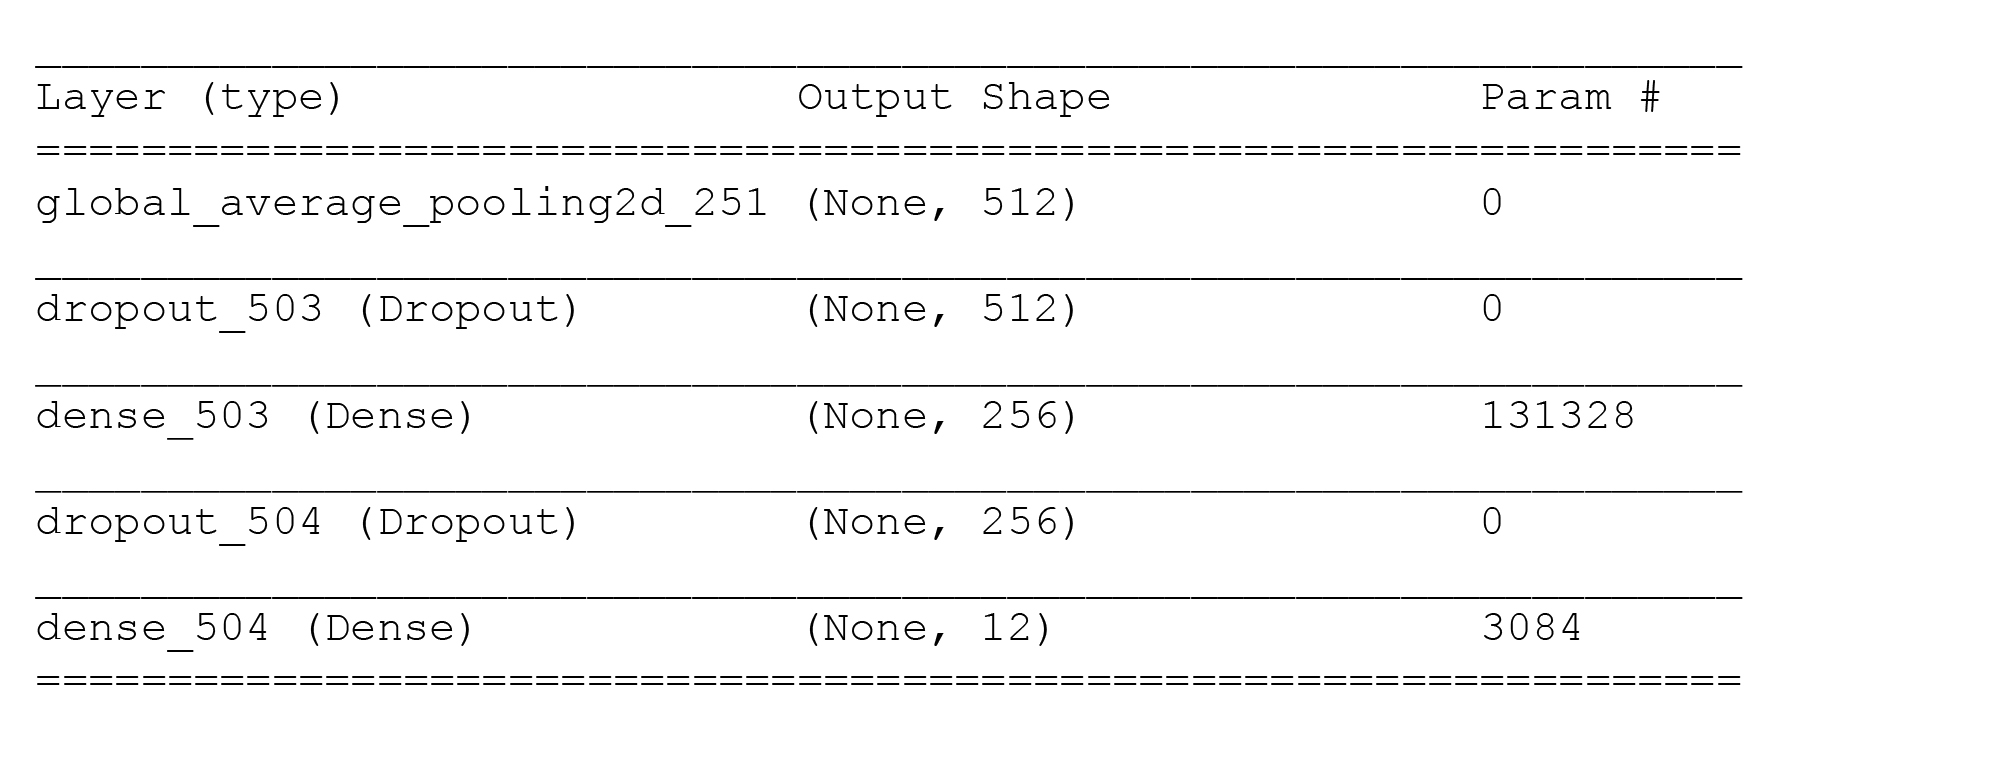 _________________________________________________________________
Layer (type)                 Output Shape              Param #
=================================================================
global_average_pooling2d_251 (None, 512)               0
_________________________________________________________________
dropout_503 (Dropout)        (None, 512)               0
_________________________________________________________________
dense_503 (Dense)            (None, 256)               131328
_________________________________________________________________
dropout_504 (Dropout)        (None, 256)               0
_________________________________________________________________
dense_504 (Dense)            (None, 12)                3084
=================================================================